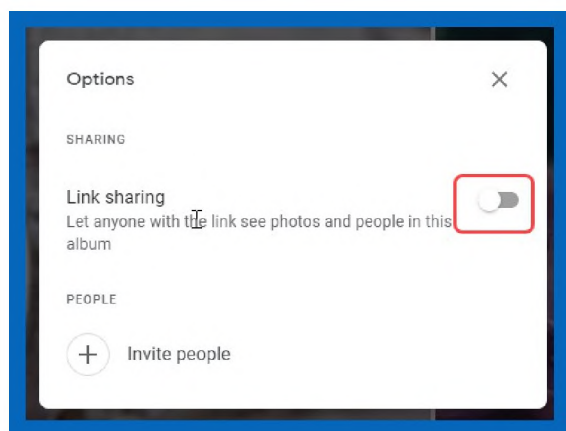 Options
SHARING
Link sharing
Let anyone with the link see photos and people in this
album
PEOPLE
Invite people